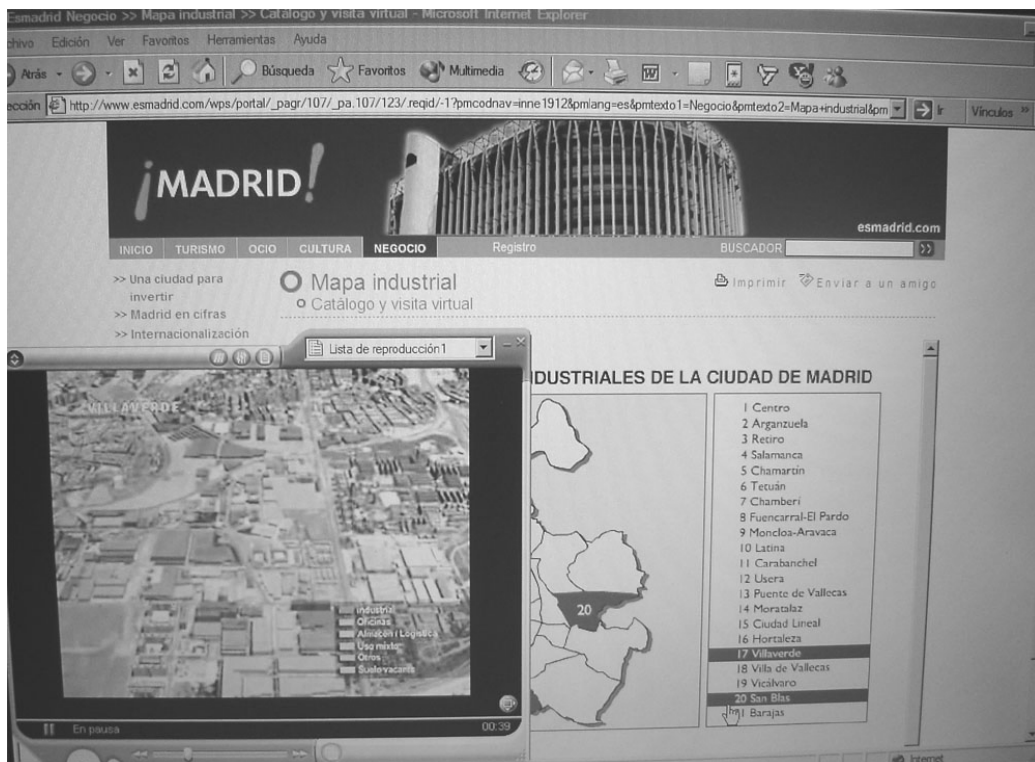 Esmadrid Negocio >> Mapa industrial >> Catálogo y visita virtual - Microsoft Internet Explorer
Edición Ver Favoritos Herramientas Ayuda
Atrás Búsqueda Favoritos Multimedia
http://www.esmadrid.com/wps/portal/_pagr/107/_pa.107/123/.reqid/-1?pmcodnav=inne1912&pmlang=es&pmtexto1=Negocio&pmtexto2=Mapa+industrial&pm Ir Vínculos »
¡MADRID!
esmadrid.com
INICIO TURISMO OCIO CULTURA NEGOCIO Registro BUSCADOR >>
>> Una ciudad para
invertir
>> Madrid en cifras
>> Internacionalización
Mapa industrial
Catálogo y visita virtual
Imprimir Enviar a un amigo
Lista de reproducción1
VILLAVERDE
industrial
Oficinas
Almacén i Logística
Uso mixto
Otros
Suelo vacante
En pausa 00:39
DUSTRIALES DE LA CIUDAD DE MADRID
20
1 Centro
2 Arganzuela
3 Retiro
4 Salamanca
5 Chamartín
6 Tetuán
7 Chamberí
8 Fuencarral-El Pardo
9 Moncloa-Aravaca
10 Latina
11 Carabanchel
12 Usera
13 Puente de Vallecas
14 Moratalaz
15 Ciudad Lineal
16 Hortaleza
17 Villaverde
18 Villa de Vallecas
19 Vicálvaro
20 San Blas
1 Barajas
Internet